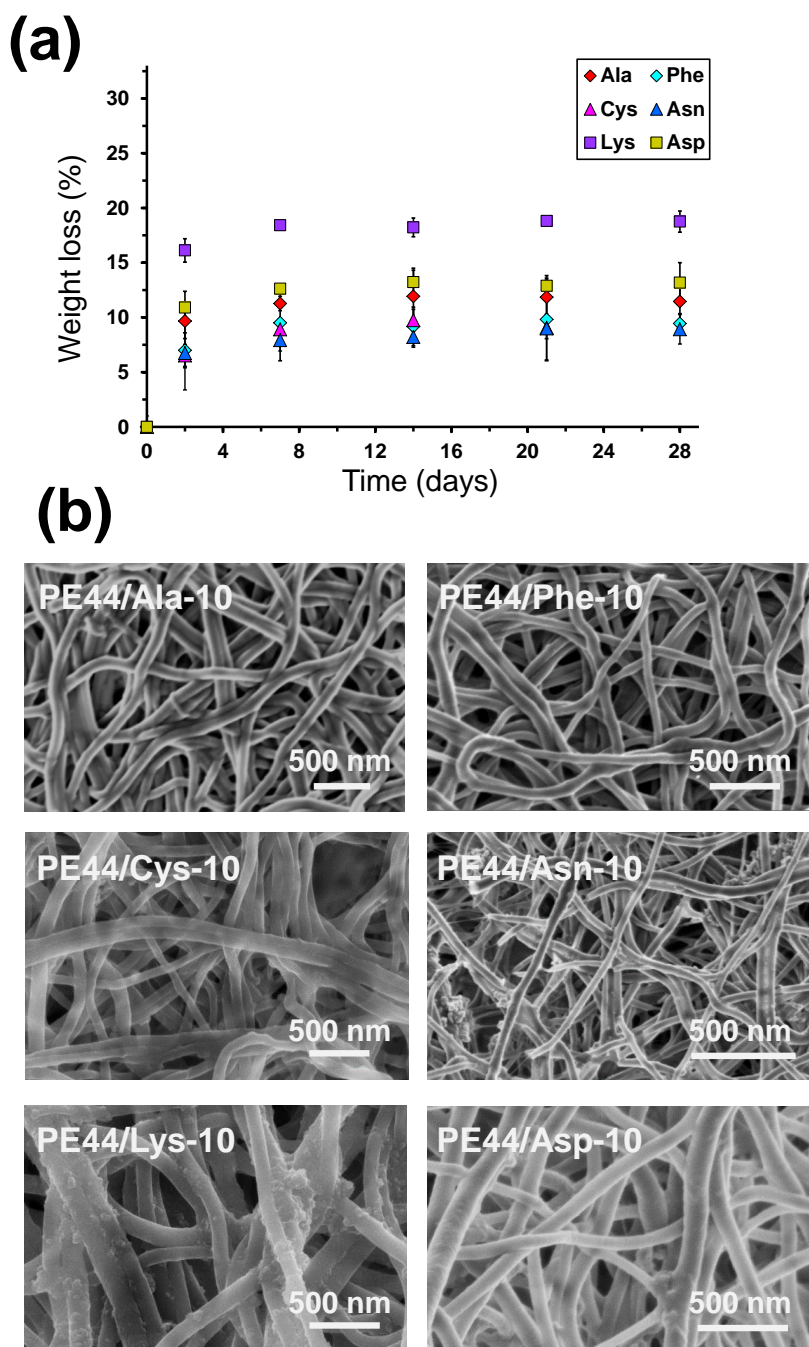 (a)
Weight loss (%)
30
25
20
15
10
5
0
Ala Phe
Cys Asn
Lys Asp
0 4 8 12 16 20 24 28
Time (days)
(b)
PE44/Ala-10
500 nm
PE44/Phe-10
500 nm
PE44/Cys-10
500 nm
PE44/Asn-10
500 nm
PE44/Lys-10
500 nm
PE44/Asp-10
500 nm